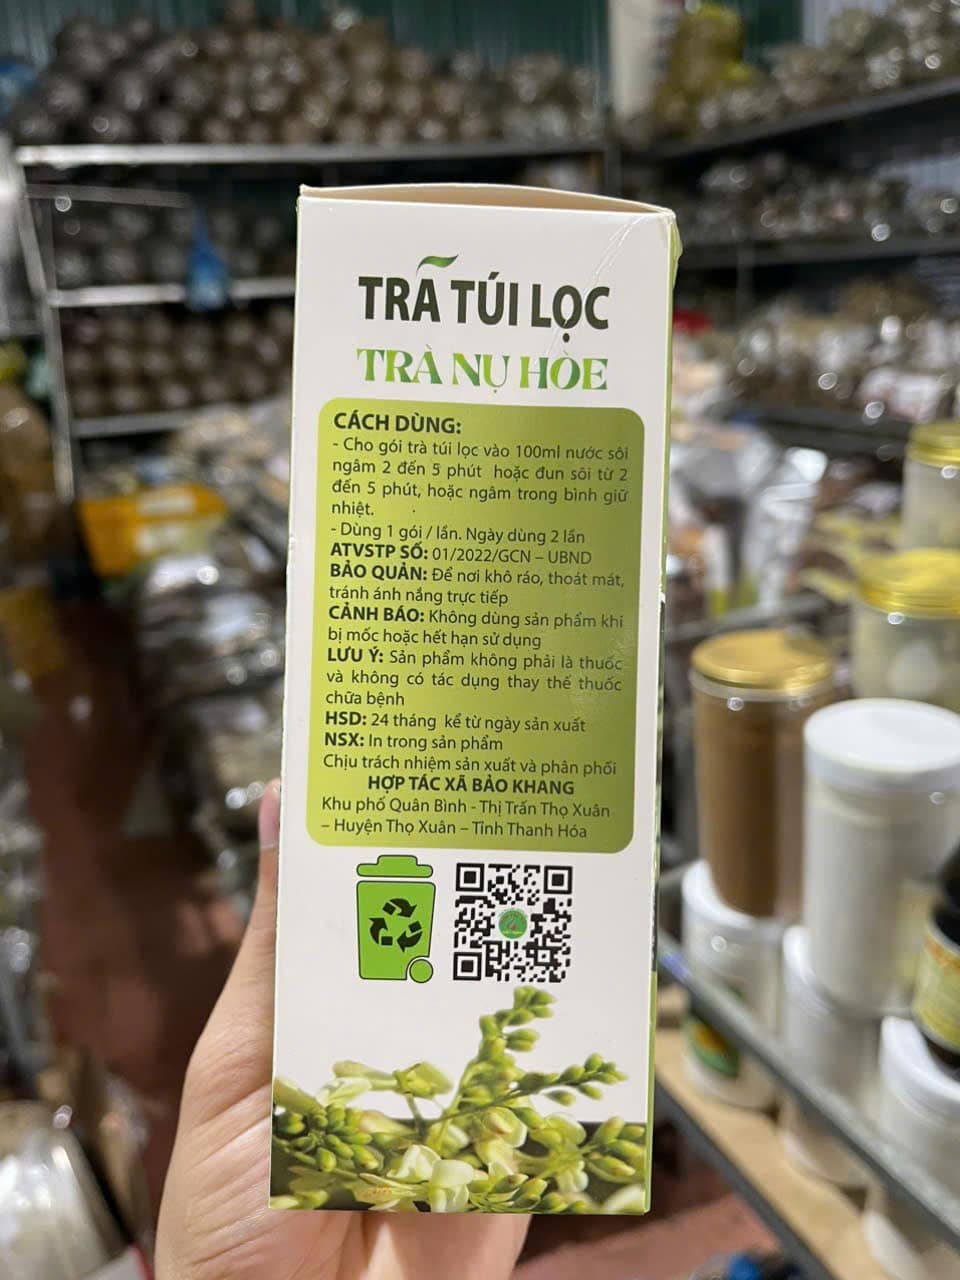 TRÀ TÚI LỌC
TRÀ NỤ HÒE
CÁCH DÙNG:
- Cho gói trà túi lọc vào 100ml nước sôi
ngâm 2 đến 5 phút hoặc đun sôi từ 2
đến 5 phút, hoặc ngâm trong bình giữ
nhiệt.
- Dùng 1 gói / lần. Ngày dùng 2 lần
ATVSTP SỐ: 01/2022/GCN – UBND
BẢO QUẢN: Để nơi khô ráo, thoát mát,
tránh ánh nắng trực tiếp
CẢNH BÁO: Không dùng sản phẩm khi
bị mốc hoặc hết hạn sử dụng
LƯU Ý: Sản phẩm không phải là thuốc
và không có tác dụng thay thế thuốc
chữa bệnh
HSD: 24 tháng kể từ ngày sản xuất
NSX: In trong sản phẩm
Chịu trách nhiệm sản xuất và phân phối
HỢP TÁC XÃ BẢO KHANG
Khu phố Quân Bình - Thị Trấn Thọ Xuân
– Huyện Thọ Xuân – Tỉnh Thanh Hóa